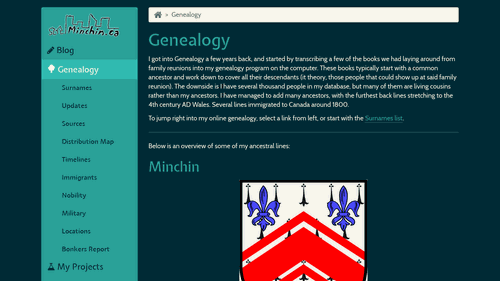 Minchin.ca
> Genealogy
Blog
Genealogy
Surnames
Updates
Sources
Distribution Map
Timelines
Immigrants
Nobility
Military
Locations
Bonkers Report
My Projects
Genealogy
I got into Genealogy a few years back, and started by transcribing a few of the books we had laying around from
family reunions into my genealogy program on the computer. These books typically start with a common
ancestor and work down to cover all their descendants (it theory, those people that could show up at said family
reunion). The downside is I have several thousand people in my database, but many of them are living cousins
rather than my ancestors. I have managed to add many ancestors, with the furthest back lines stretching to the
4th century AD Wales. Several lines immigrated to Canada around 1800.
To jump right into my online genealogy, select a link from left, or start with the Surnames list.
Below is an overview of some of my ancestral lines:
Minchin